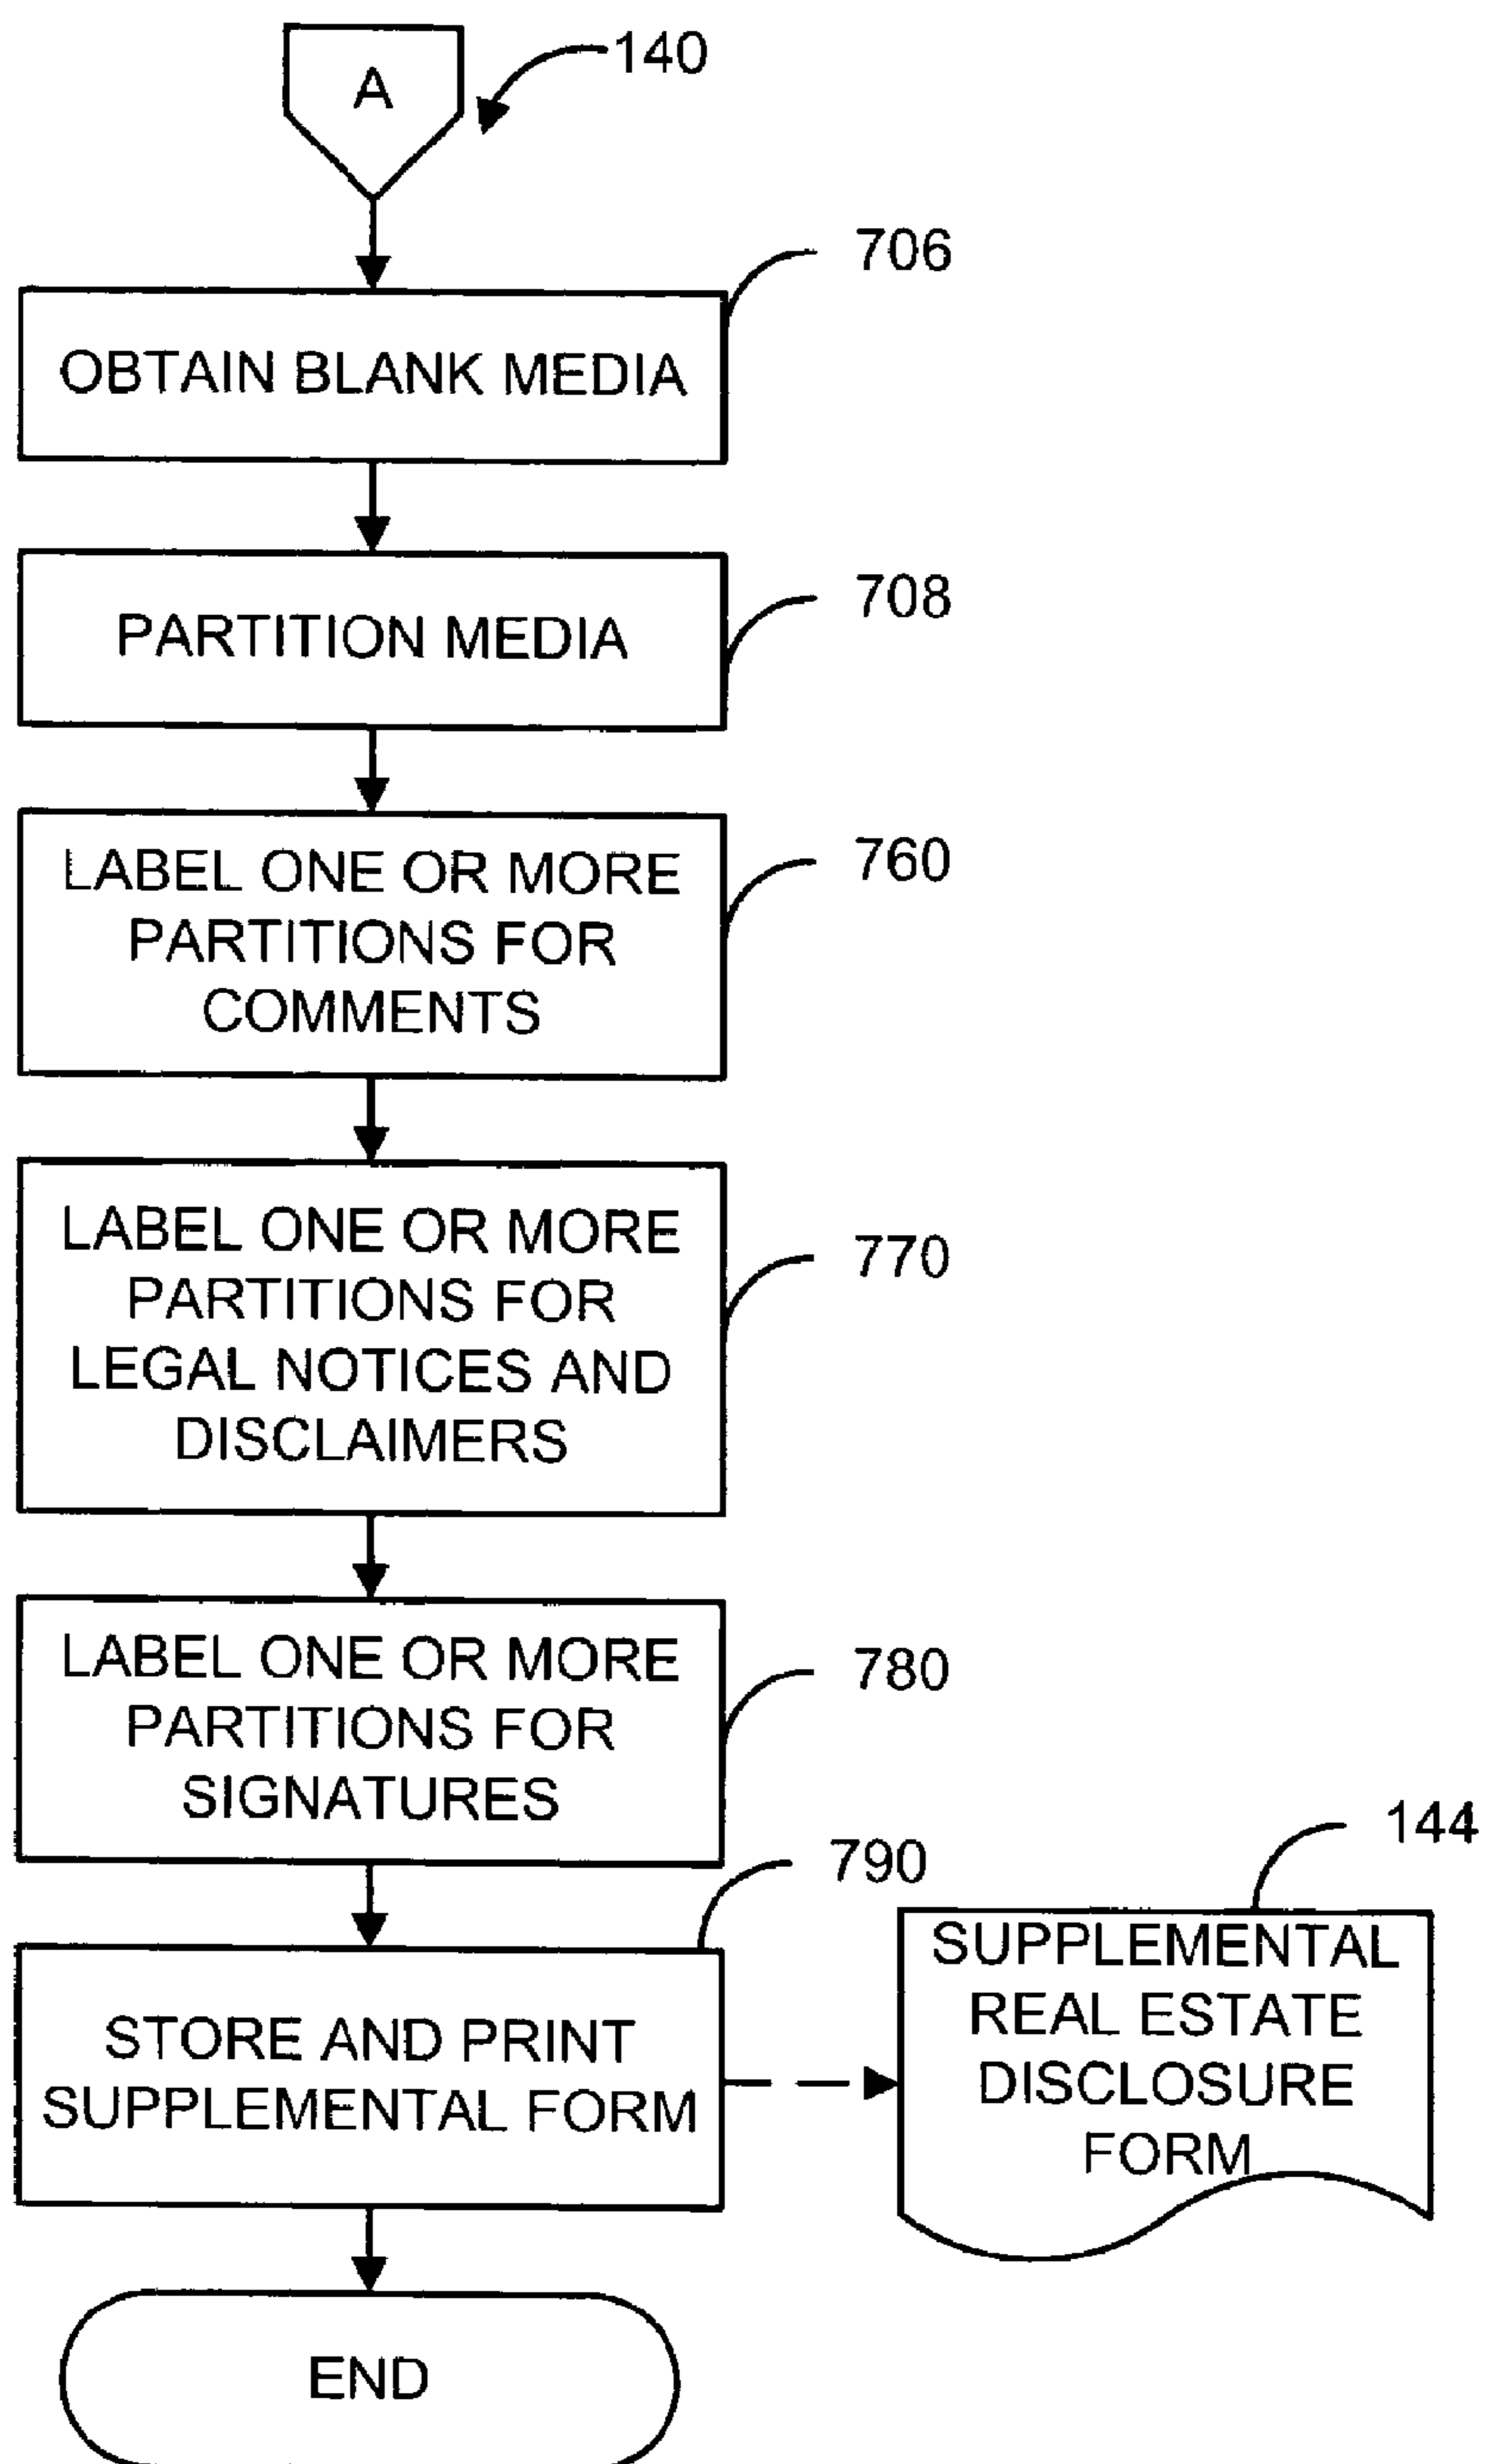 A
140
706
OBTAIN BLANK MEDIA
708
PARTITION MEDIA
760
LABEL ONE OR MORE
PARTITIONS FOR
COMMENTS
770
LABEL ONE OR MORE
PARTITIONS FOR
LEGAL NOTICES AND
DISCLAIMERS
780
LABEL ONE OR MORE
PARTITIONS FOR
SIGNATURES
790
STORE AND PRINT
SUPPLEMENTAL FORM
144
SUPPLEMENTAL
REAL ESTATE
DISCLOSURE
FORM
END